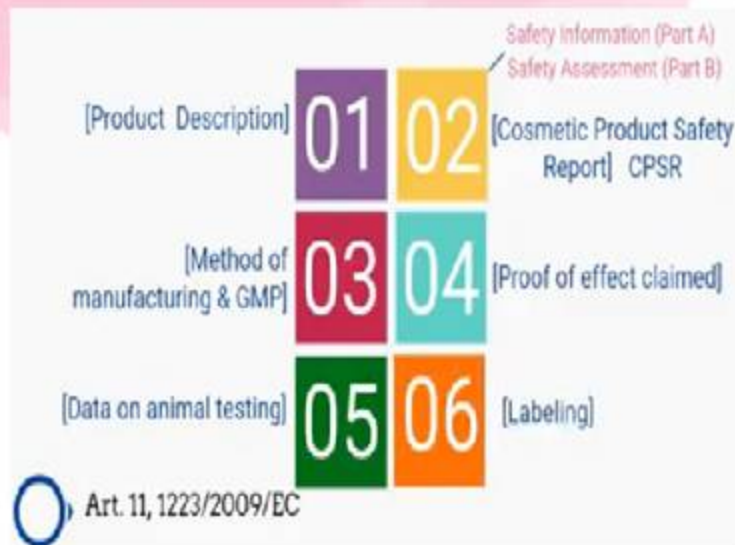 Safety Information (Part A)
Safety Assessment (Part B)
[Product Description]
01
02
[Cosmetic Product Safety
Report] CPSR
[Method of
manufacturing & GMP]
03
04
[Proof of effect claimed]
[Data on animal testing]
05
06
[Labeling]
Art. 11, 1223/2009/EC